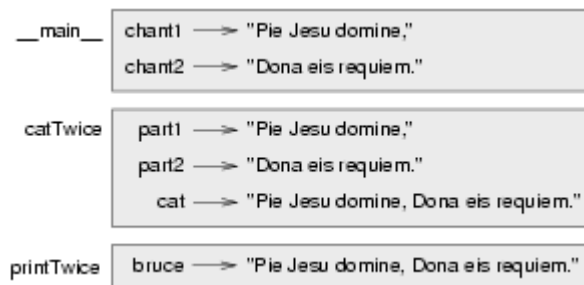 __main__ chant1 "Pie Jesu domine,"
chant2 "Dona eis requiem."
catTwice part1 "Pie Jesu domine,"
part2 "Dona eis requiem."
cat "Pie Jesu domine, Dona eis requiem."
printTwice bruce "Pie Jesu domine, Dona eis requiem."